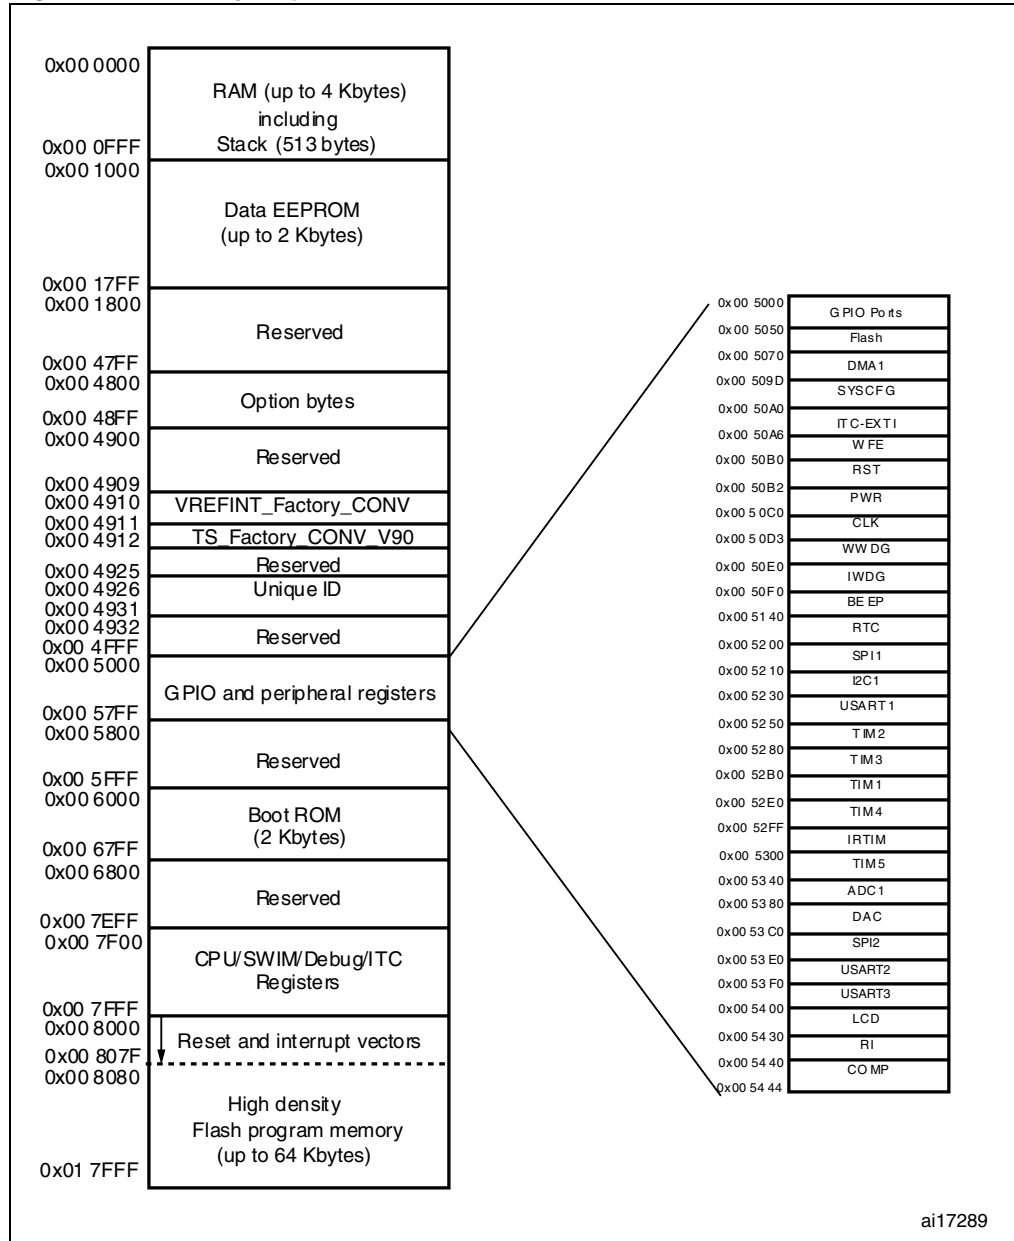 0x00 0000
RAM (up to 4 Kbytes)
including
Stack (513 bytes)
0x00 0FFF
0x00 1000
Data EEPROM
(up to 2 Kbytes)
0x00 17FF
0x00 1800
Reserved
0x00 47FF
0x00 4800
Option bytes
0x00 48FF
0x00 4900
Reserved
0x00 4909
0x00 4910
VREFINT_Factory_CONV
0x00 4911
0x00 4912
TS_Factory_CONV_V90
Reserved
0x00 4925
0x00 4926
Unique ID
0x00 4931
0x00 4932
Reserved
0x00 4FFF
0x00 5000
GPIO and peripheral registers
0x00 57FF
0x00 5800
Reserved
0x00 5FFF
0x00 6000
Boot ROM
(2 Kbytes)
0x00 67FF
0x00 6800
Reserved
0x00 7EFF
0x00 7F00
CPU/SWIM/Debug/ITC
Registers
0x00 7FFF
0x00 8000
Reset and interrupt vectors
0x00 807F
0x00 8080
High density
Flash program memory
(up to 64 Kbytes)
0x01 7FFF
0x00 5000
GPIO Ports
0x00 5050
Flash
0x00 5070
DMA1
0x00 509D
SYSCFG
0x00 50A0
ITC-EXTI
0x00 50A6
WFE
0x00 50B0
RST
0x00 50B2
PWR
0x00 50C0
CLK
0x00 50D3
WWDG
0x00 50E0
IWDG
0x00 50F0
BEEP
0x00 5140
RTC
0x00 5200
SPI1
0x00 5210
I2C1
0x00 5230
USART1
0x00 5250
TIM2
0x00 5280
TIM3
0x00 52B0
TIM1
0x00 52E0
TIM4
0x00 52FF
IRTIM
0x00 5300
TIM5
0x00 5340
ADC1
0x00 5380
DAC
0x00 53C0
SPI2
0x00 53E0
USART2
0x00 53F0
USART3
0x00 5400
LCD
0x00 5430
RI
0x00 5440
COMP
0x00 5444
ai17289